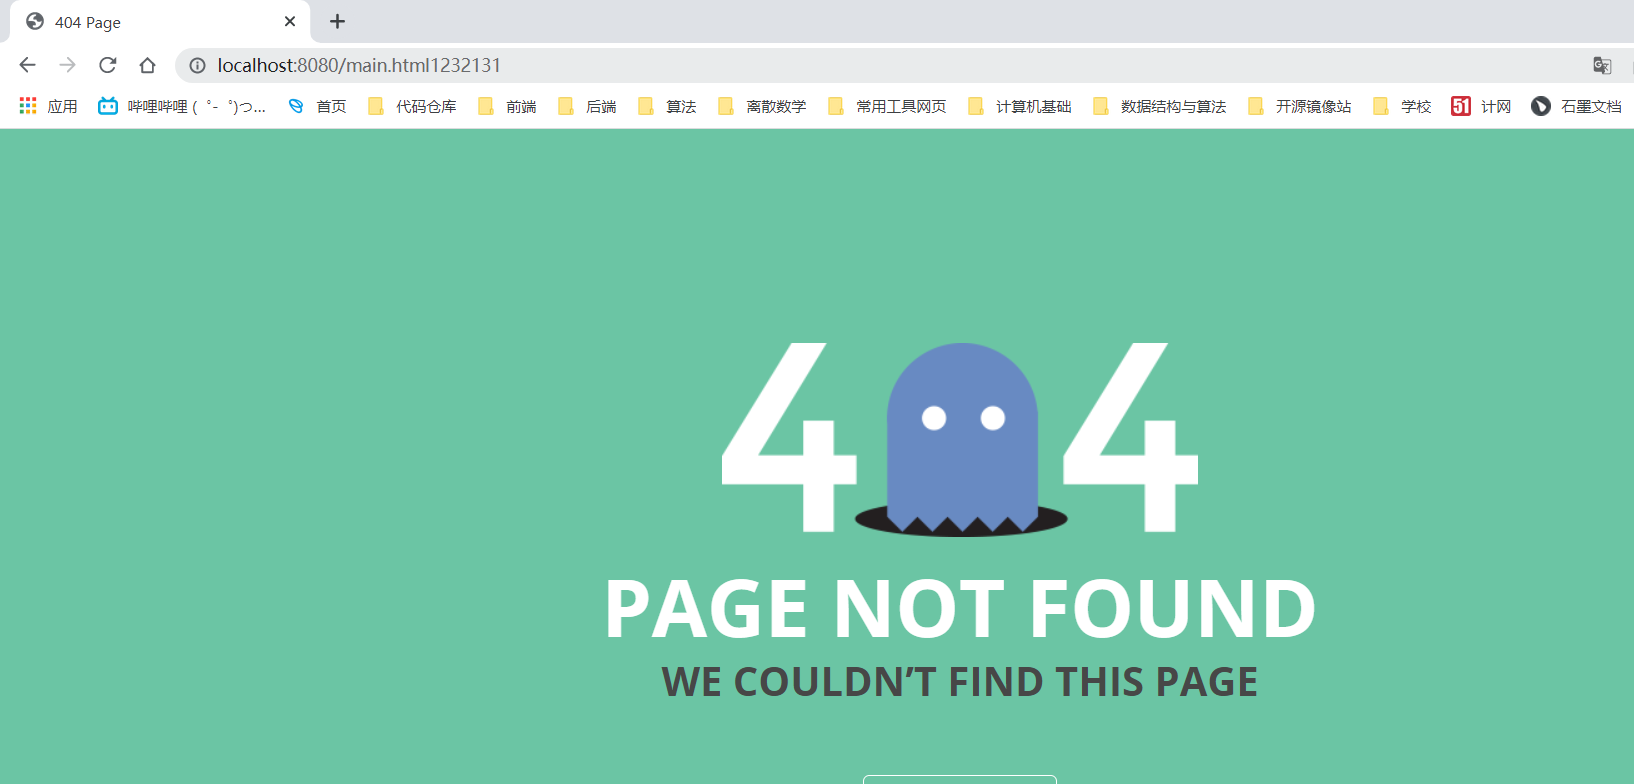 404 Page
localhost:8080/main.html1232131
应用 哔哩哔哩 (゜-゜)つ... 首页 代码仓库 前端 后端 算法 离散数学 常用工具网页 计算机基础 数据结构与算法 开源镜像站 学校 51 计网 石墨文档
4 4
PAGE NOT FOUND
WE COULDN’T FIND THIS PAGE